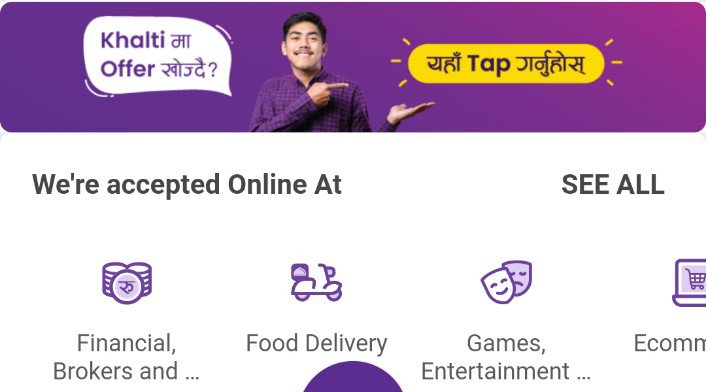 Khalti मा
Offer खोज्दै?
यहाँ Tap गर्नुहोस्
We're accepted Online At
SEE ALL
रु
Financial,
Brokers and ...
Food Delivery
Games,
Entertainment ...
Ecomm